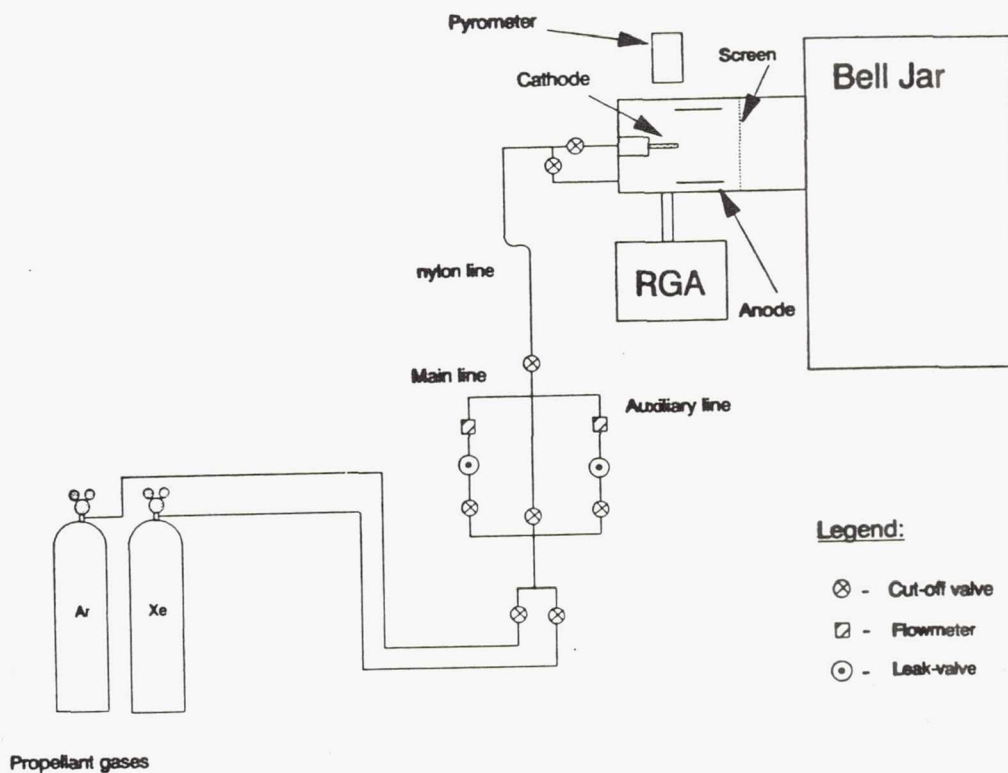 Pyrometer
Screen
Bell Jar
Cathode
nylon line
RGA
Anode
Main line
Auxiliary line
Legend:
Ar
Xe
- Cut-off valve
- Flowmeter
- Leak-valve
Propellant gases